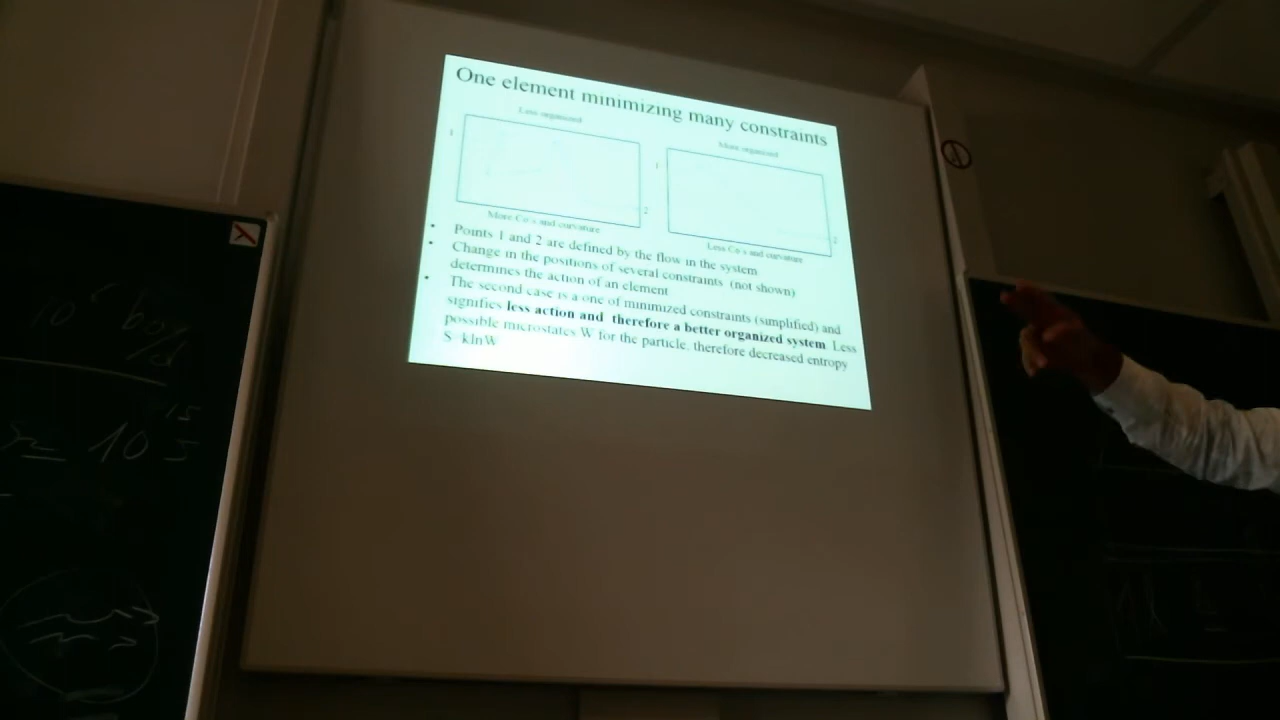 One element minimizing many constraints
Less organized
More organized
1
1
2
2
More Co's and curvature
Less Co's and curvature
• Points 1 and 2 are defined by the flow in the system
• Change in the positions of several constraints (not shown)
determines the action of an element
• The second case is a one of minimized constraints (simplified) and
signifies less action and therefore a better organized system. Less
possible microstates W for the particle, therefore decreased entropy
S klnW
10
≈ 10 15